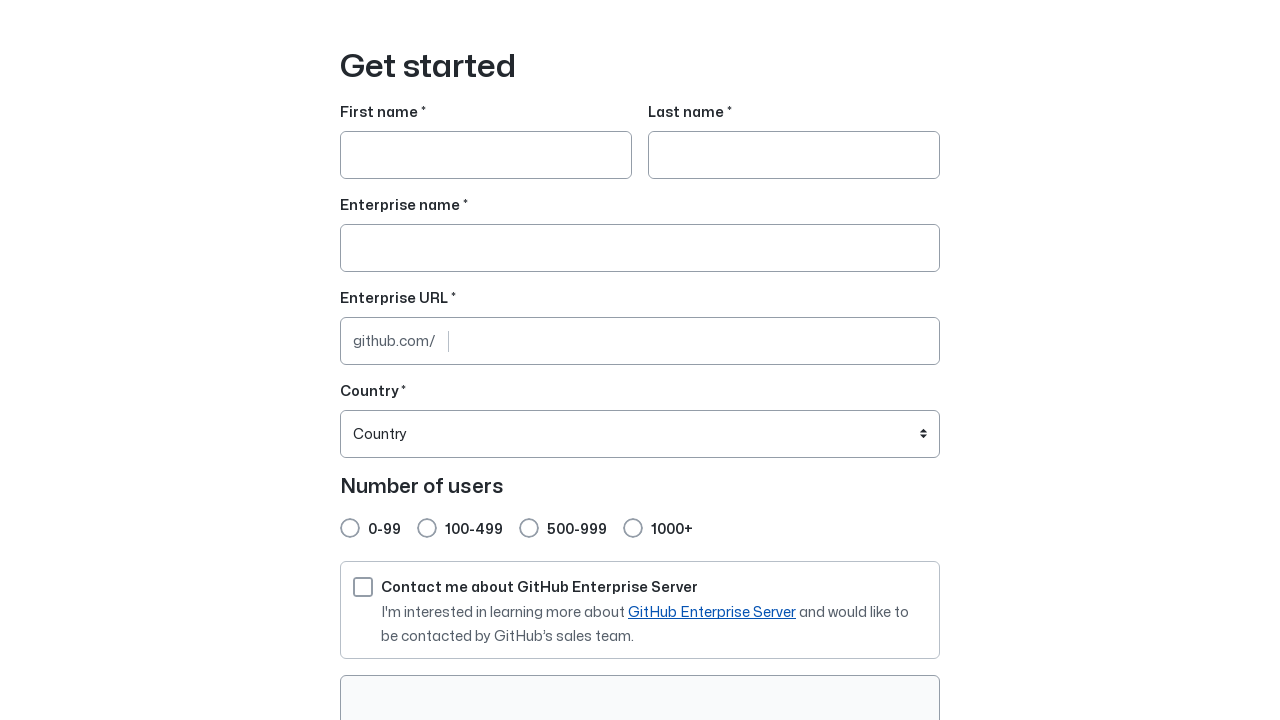 Get started
First name *
Last name *
Enterprise name *
Enterprise URL *
github.com/
Country *
Country
Number of users
0-99
100-499
500-999
1000+
Contact me about GitHub Enterprise Server
I'm interested in learning more about GitHub Enterprise Server and would like to
be contacted by GitHub's sales team.